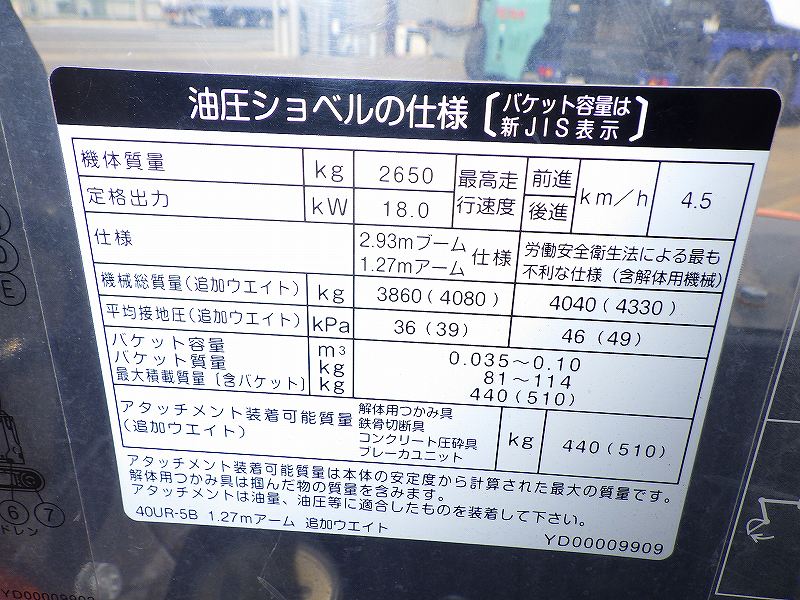 油圧ショベルの仕様〔バケット容量は
新JIS表示〕
機体質量 kg 2650
定格出力 kW 18.0
最高走
行速度
前進
後進
km/h 4.5
仕様
2.93mブーム
1.27mアーム
仕様
労働安全衛生法による最も
不利な仕様(含解体用機械)
機械総質量(追加ウエイト) kg 3860(4080) 4040(4330)
平均接地圧(追加ウエイト) kPa 36(39) 46(49)
バケット容量 m³ 0.035~0.10
バケット質量 kg 81~114
最大積載質量〔含バケット〕 kg 440(510)
アタッチメント装着可能質量
(追加ウエイト)
解体用つかみ具
鉄骨切断具
コンクリート圧砕具
ブレーカユニット
kg 440(510)
アタッチメント装着可能質量は本体の安定度から計算された最大の質量です。
解体用つかみ具は掴んだ物の質量を含みます。
アタッチメントは油量、油圧等に適合したものを装着して下さい。
40UR-5B 1.27mアーム 追加ウエイト
YD00009909
E
6 7
ドレン